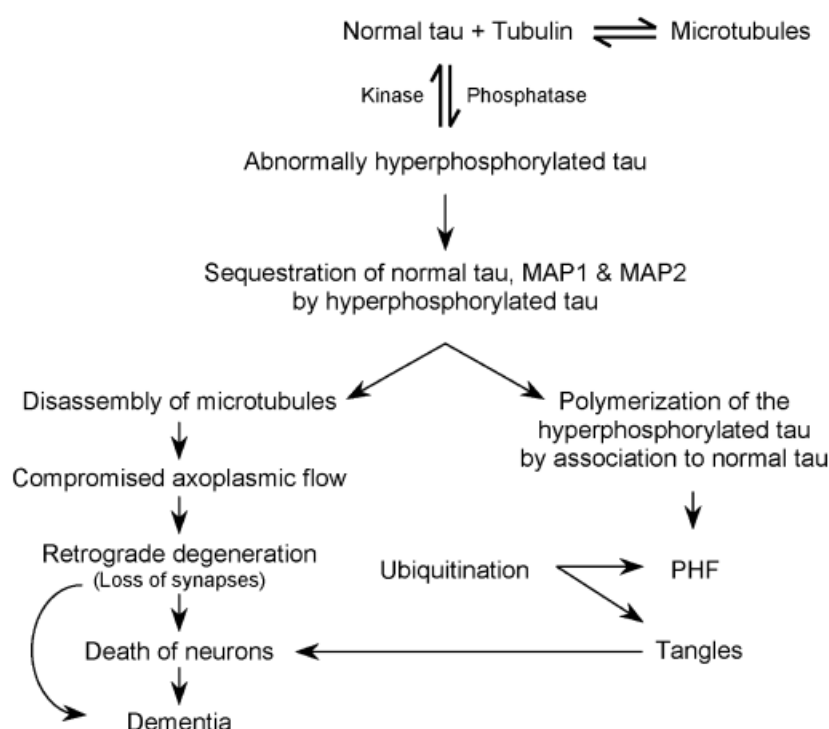 Normal tau + Tubulin
Microtubules
Kinase
Phosphatase
Abnormally hyperphosphorylated tau
Sequestration of normal tau, MAP1 & MAP2
by hyperphosphorylated tau
Disassembly of microtubules
Polymerization of the
hyperphosphorylated tau
by association to normal tau
Compromised axoplasmic flow
Retrograde degeneration
(Loss of synapses)
Ubiquitination
PHF
Death of neurons
Tangles
Dementia